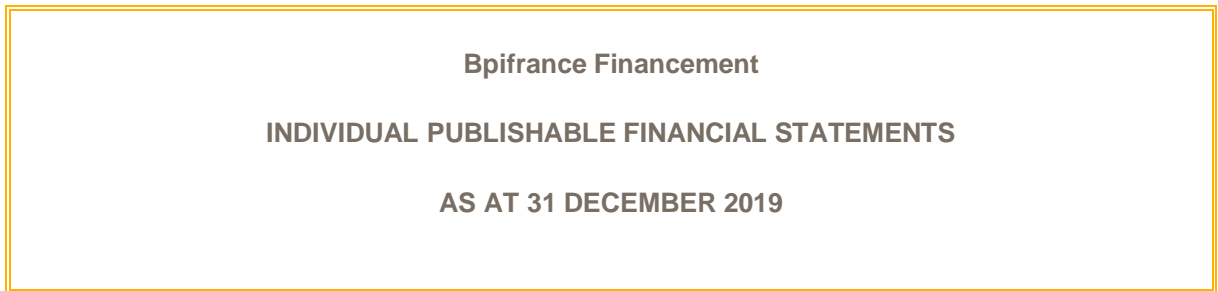 Bpifrance Financement
INDIVIDUAL PUBLISHABLE FINANCIAL STATEMENTS
AS AT 31 DECEMBER 2019